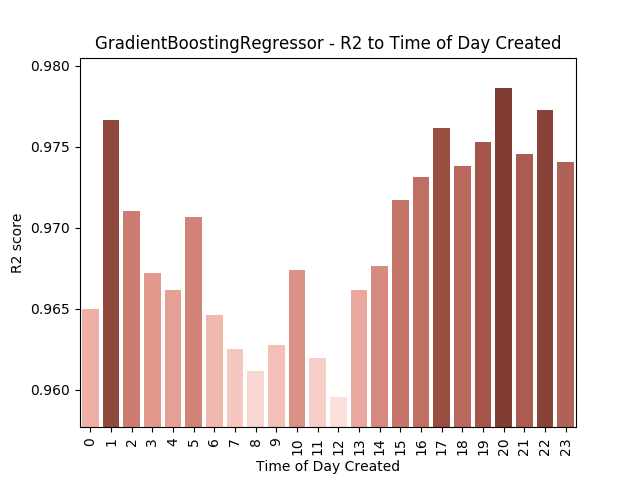 GradientBoostingRegressor - R2 to Time of Day Created
0.980
0.975
0.970
0.965
0.960
R2 score
0 1 2 3 4 5 6 7 8 9 10 11 12 13 14 15 16 17 18 19 20 21 22 23
Time of Day Created